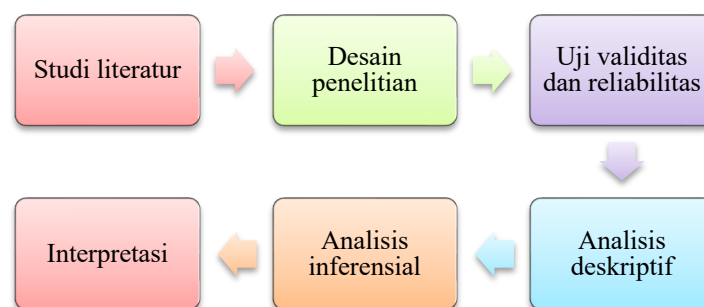 Studi literatur
Desain
penelitian
Uji validitas
dan reliabilitas
Analisis
deskriptif
Analisis
inferensial
Interpretasi